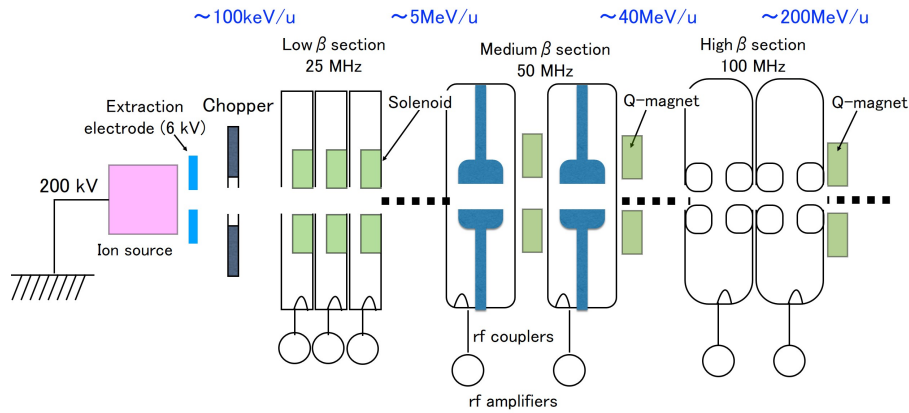 ~100keV/u
~5MeV/u
~40MeV/u
~200MeV/u
Low β section
25 MHz
Medium β section
50 MHz
High β section
100 MHz
Extraction
electrode (6 kV)
Chopper
Solenoid
Q-magnet
Q-magnet
200 kV
Ion source
rf couplers
rf amplifiers